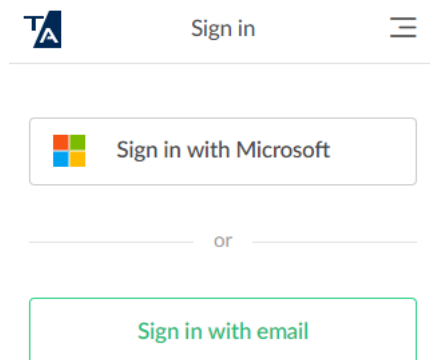 TA
Sign in
Sign in with Microsoft
or
Sign in with email